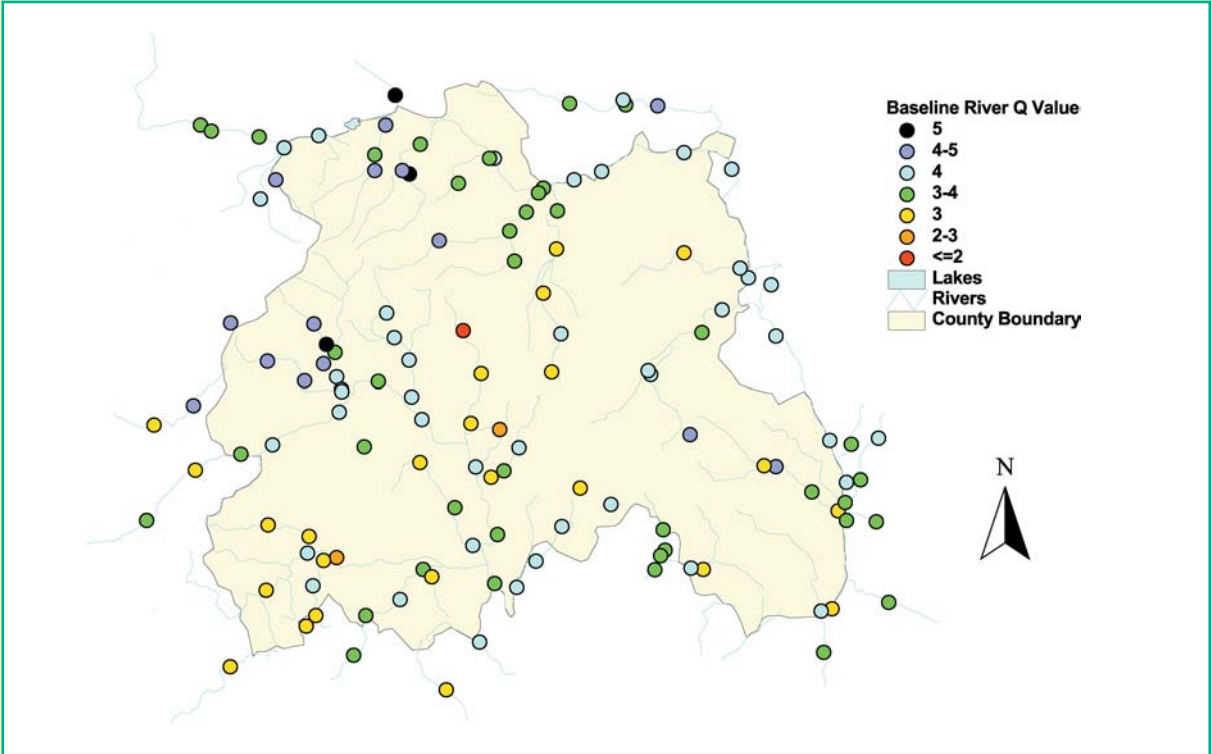 Baseline River Q Value
5
4-5
4
3-4
3
2-3
<=2
Lakes
Rivers
County Boundary
N